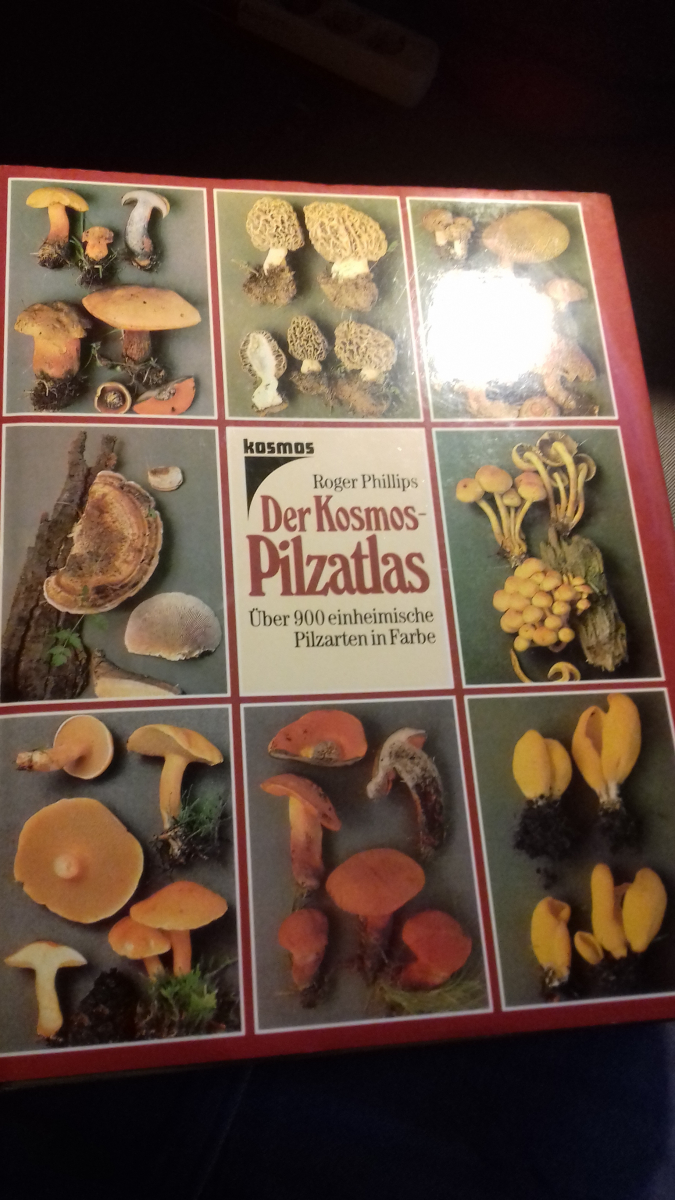 kosmos
Roger Phillips
Der Kosmos-
Pilzatlas
Über 900 einheimische
Pilzarten in Farbe